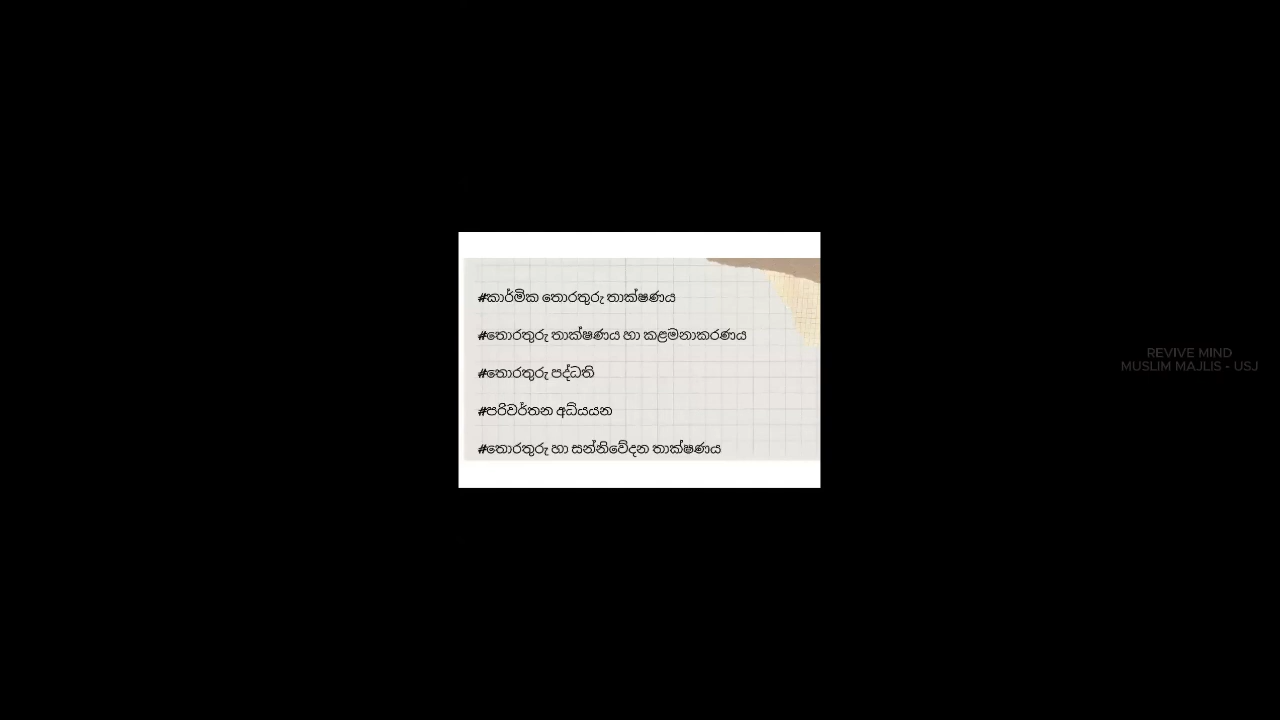 #කාර්මික තොරතුරු තාක්ෂණය
#තොරතුරු තාක්ෂණය හා කළමනාකරණය
#තොරතුරු පද්ධති
#පරිවර්තන අධ්යයන
#තොරතුරු හා සන්නිවේදන තාක්ෂණය
REVIVE MIND
MUSLIM MAJLIS - USJ